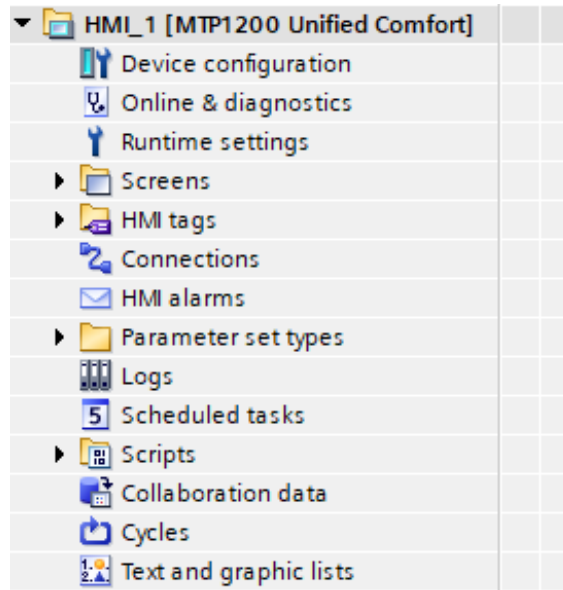 HMI_1 [MTP1200 Unified Comfort]
Device configuration
Online & diagnostics
Runtime settings
Screens
HMI tags
Connections
HMI alarms
Parameter set types
Logs
5 Scheduled tasks
Scripts
Collaboration data
Cycles
Text and graphic lists